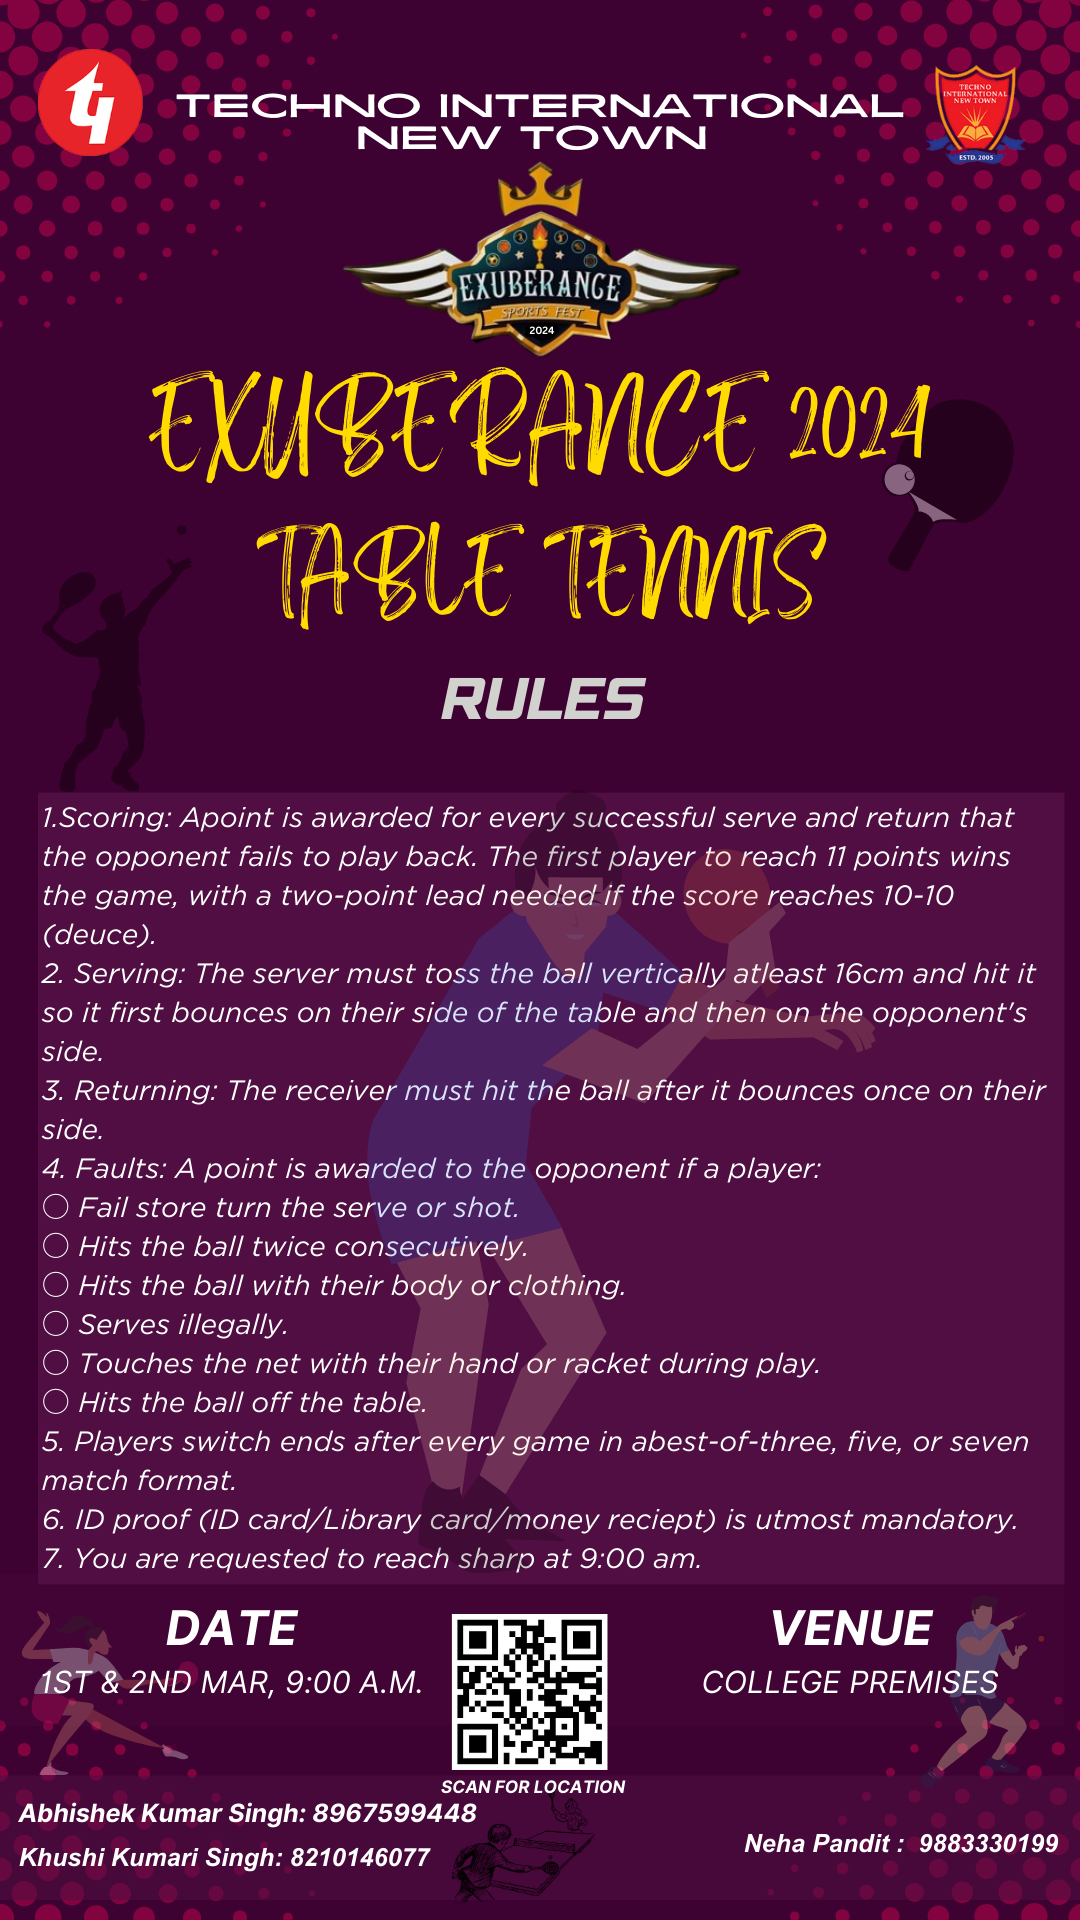 TECHNO INTERNATIONAL
NEW TOWN
TECHNO
INTERNATIONAL
NEW TOWN
ESTD. 2005
EXUBERANCE
SPORTS FEST
2024
EXUBERANCE 2024
TABLE TENNIS
RULES
1.Scoring: Apoint is awarded for every successful serve and return that
the opponent fails to play back. The first player to reach 11 points wins
the game, with a two-point lead needed if the score reaches 10-10
(deuce).
2. Serving: The server must toss the ball vertically atleast 16cm and hit it
so it first bounces on their side of the table and then on the opponent's
side.
3. Returning: The receiver must hit the ball after it bounces once on their
side.
4. Faults: A point is awarded to the opponent if a player:
○ Fail store turn the serve or shot.
○ Hits the ball twice consecutively.
○ Hits the ball with their body or clothing.
○ Serves illegally.
○ Touches the net with their hand or racket during play.
○ Hits the ball off the table.
5. Players switch ends after every game in abest-of-three, five, or seven
match format.
6. ID proof (ID card/Library card/money reciept) is utmost mandatory.
7. You are requested to reach sharp at 9:00 am.
DATE
1ST & 2ND MAR, 9:00 A.M.
VENUE
COLLEGE PREMISES
SCAN FOR LOCATION
Abhishek Kumar Singh: 8967599448
Khushi Kumari Singh: 8210146077
Neha Pandit : 9883330199